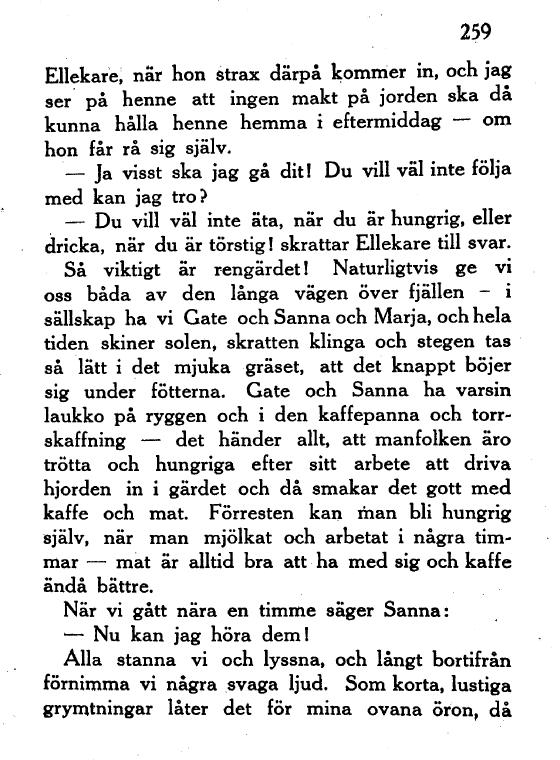 259
Ellekare, när hon strax därpå kommer in, och jag
ser på henne att ingen makt på jorden ska då
kunna hålla henne hemma i eftermiddag — om
hon får rå sig själv.
— Ja visst ska jag gå dit! Du vill väl inte följa
med kan jag tro?
— Du vill väl inte äta, när du är hungrig, eller
dricka, när du är törstig! skrattar Ellekare till svar.
Så viktigt är rengärdet! Naturligtvis ge vi
oss båda av den långa vägen över fjällen – i
sällskap ha vi Gate och Sanna och Marja, och hela
tiden skiner solen, skratten klinga och stegen tas
så lätt i det mjuka gräset, att det knappt böjer
sig under fötterna. Gate och Sanna ha varsin
laukko på ryggen och i den kaffepanna och torr-
skaffning — det händer allt, att manfolken äro
trötta och hungriga efter sitt arbete att driva
hjorden in i gärdet och då smakar det gott med
kaffe och mat. Förresten kan man bli hungrig
själv, när man mjölkat och arbetat i några tim-
mar — mat är alltid bra att ha med sig och kaffe
ändå bättre.
När vi gått nära en timme säger Sanna:
— Nu kan jag höra dem!
Alla stanna vi och lyssna, och långt bortifrån
förnimma vi några svaga ljud. Som korta, lustiga
grymtningar låter det för mina ovana öron, då